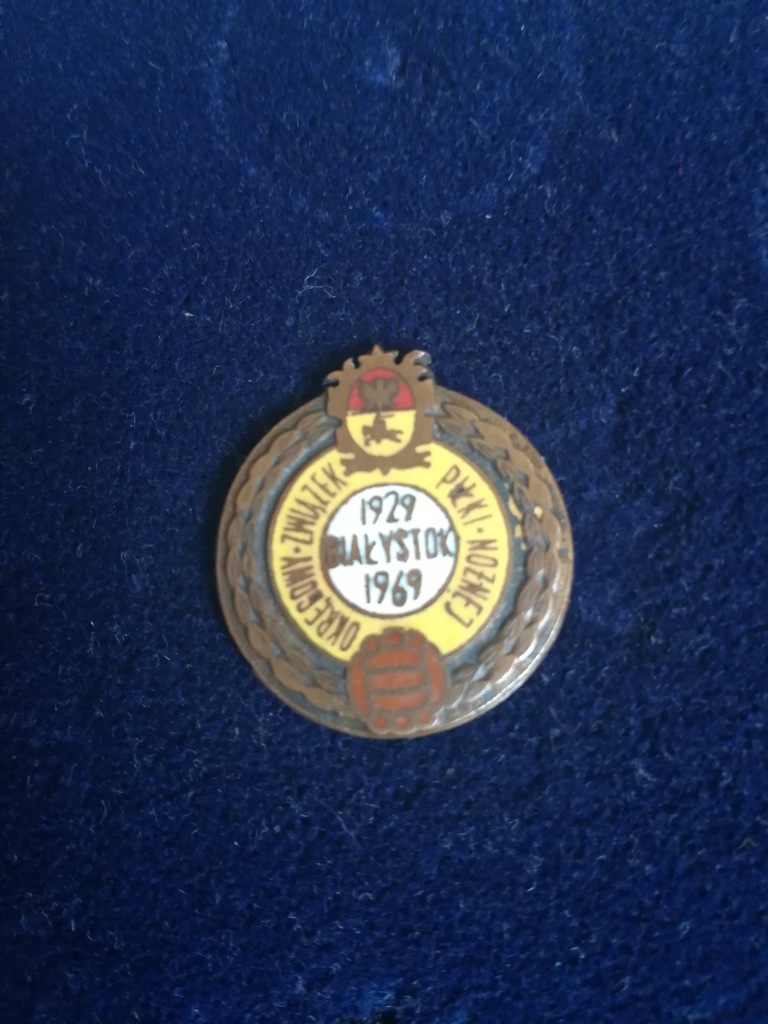 OKRĘGOWY · ZWIĄZEK PIŁKI · NOŻNEJ
1929
BIAŁYSTOK
1969